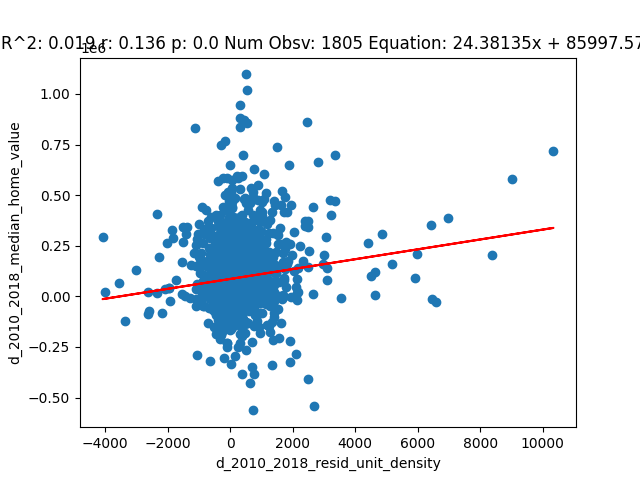 R^2: 0.019 r: 0.136 p: 0.0 Num Obsv: 1805 Equation: 24.38135x + 85997.57
1e6
1.00
0.75
0.50
0.25
0.00
−0.25
−0.50
d_2010_2018_median_home_value
−4000 −2000 0 2000 4000 6000 8000 10000
d_2010_2018_resid_unit_density